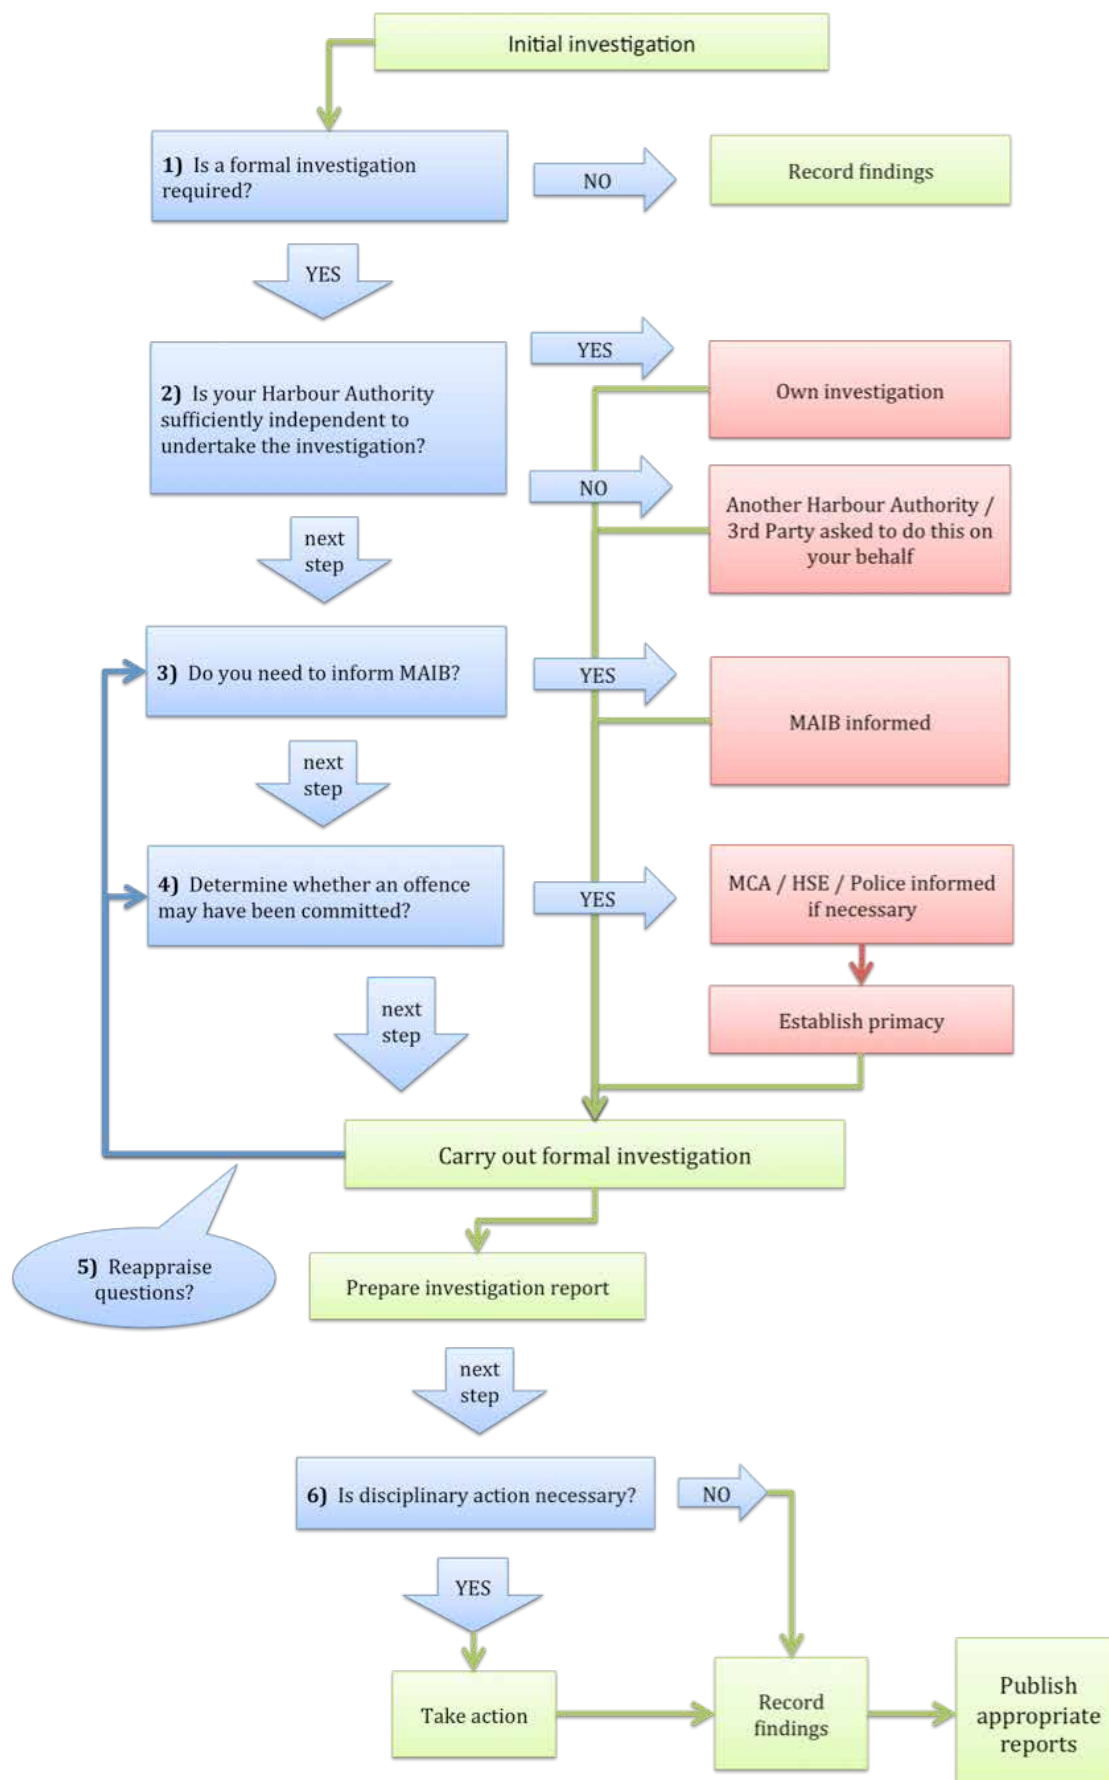 Initial investigation
1) Is a formal investigation
required?
NO
Record findings
YES
2) Is your Harbour Authority
sufficiently independent to
undertake the investigation?
YES
Own investigation
NO
Another Harbour Authority /
3rd Party asked to do this on
your behalf
next
step
3) Do you need to inform MAIB?
YES
MAIB informed
next
step
4) Determine whether an offence
may have been committed?
YES
MCA / HSE / Police informed
if necessary
Establish primacy
next
step
Carry out formal investigation
5) Reappraise
questions?
Prepare investigation report
next
step
6) Is disciplinary action necessary?
NO
YES
Take action
Record
findings
Publish
appropriate
reports